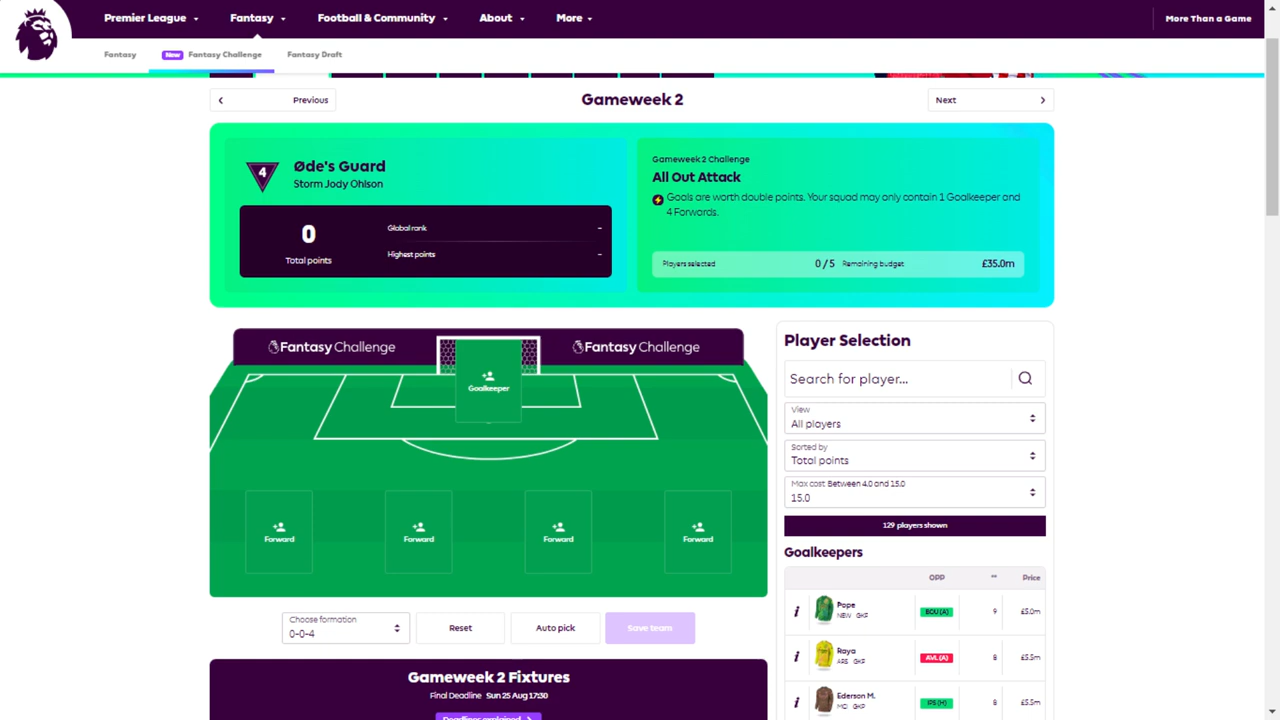 Premier League
Fantasy
Football & Community
About
More
More Than a Game
Fantasy
New Fantasy Challenge
Fantasy Draft
Previous
Gameweek 2
Next
4
Øde's Guard
Storm Jody Ohlson
0
Total points
Global rank -
Highest points -
Gameweek 2 Challenge
All Out Attack
Goals are worth double points. Your squad may only contain 1 Goalkeeper and
4 Forwards.
Players selected 0 / 5 Remaining budget £35.0m
Fantasy Challenge
Fantasy Challenge
Goalkeeper
Forward
Forward
Forward
Forward
Choose formation
0-0-4
Reset
Auto pick
Save team
Gameweek 2 Fixtures
Final Deadline Sun 25 Aug 17:30
Deadlines explained
Player Selection
Search for player...
View
All players
Sorted by
Total points
Max cost Between 4.0 and 15.0
15.0
129 players shown
Goalkeepers
OPP ** Price
i Pope BOU (A) 9 £5.0m
NEW GKP
i Raya AVL (A) 8 £5.5m
ARS GKP
i Ederson M. IPS (H) 8 £5.5m
MCI GKP